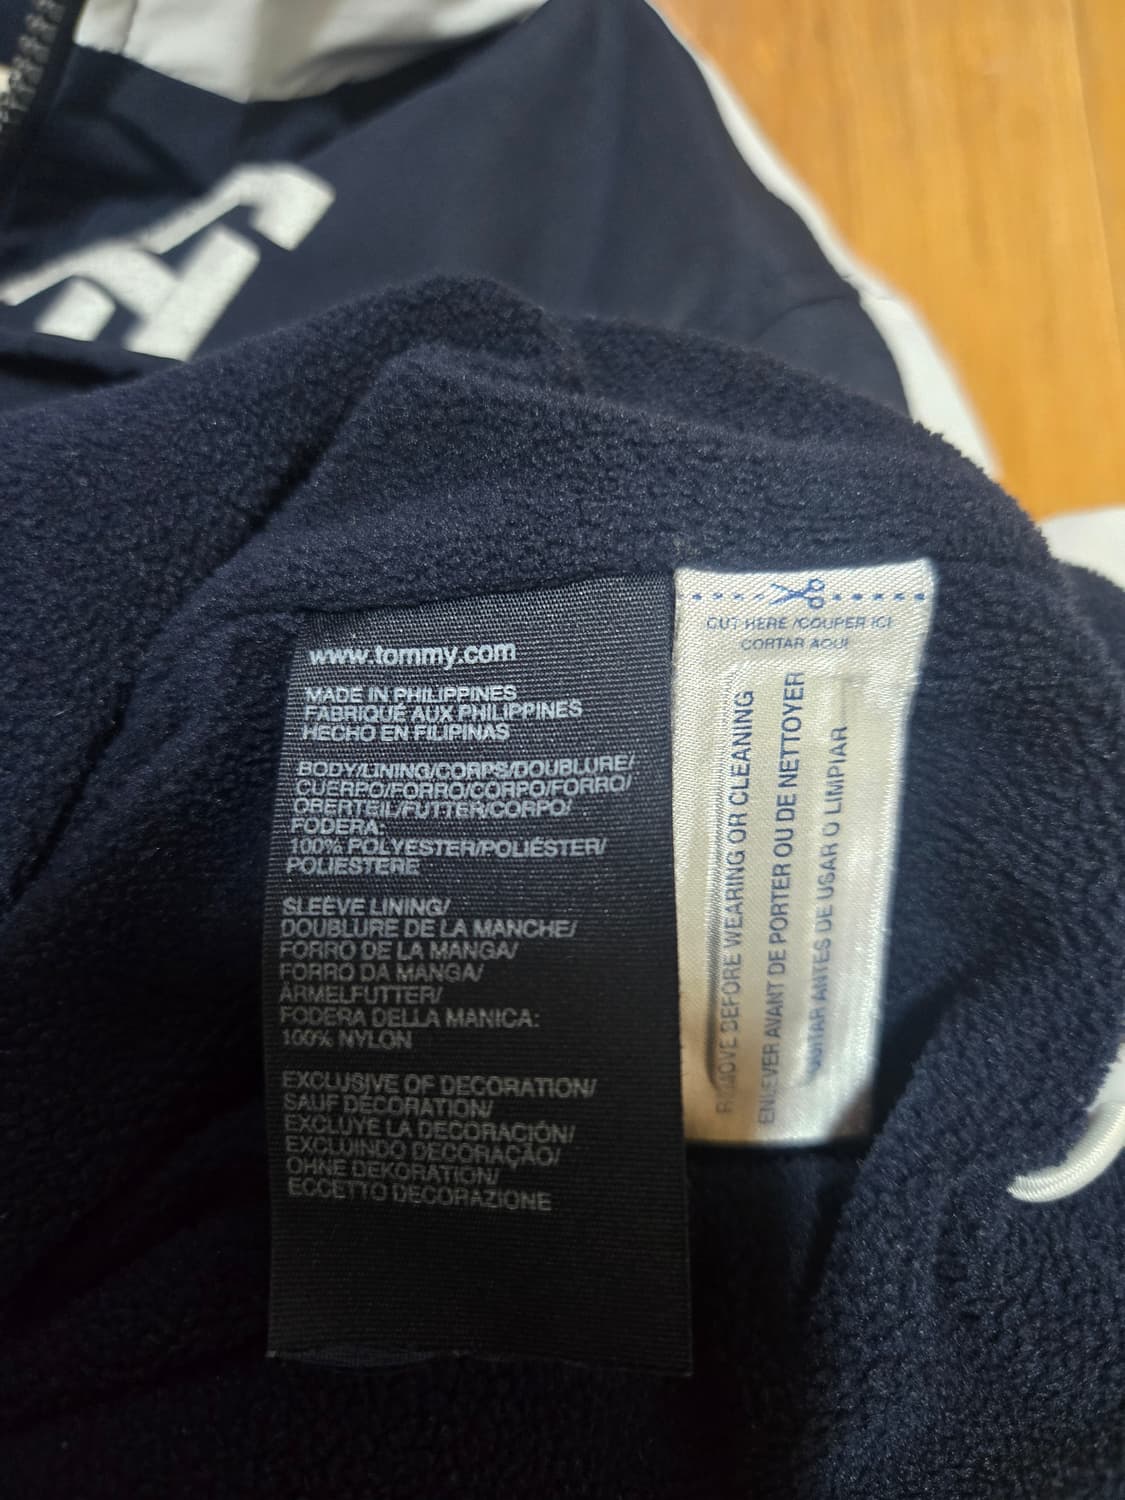 www.tommy.com
MADE IN PHILIPPINES
FABRIQUÉ AUX PHILIPPINES
HECHO EN FILIPINAS
BODY/LINING/CORPS/DOUBLURE/
CUERPO/FORRO/CORPO/FORRO/
OBERTEIL/FUTTER/CORPO/
FODERA:
100% POLYESTER/POLIÉSTER/
POLIESTERE
SLEEVE LINING/
DOUBLURE DE LA MANCHE/
FORRO DE LA MANGA/
FORRO DA MANGA/
ÄRMELFUTTER/
FODERA DELLA MANICA:
100% NYLON
EXCLUSIVE OF DECORATION/
SAUF DÉCORATION/
EXCLUYE LA DECORACIÓN/
EXCLUINDO DECORAÇÃO/
OHNE DEKORATION/
ECCETTO DECORAZIONE
CUT HERE /COUPER ICI
CORTAR AQUI
REMOVE BEFORE WEARING OR CLEANING
ENLEVER AVANT DE PORTER OU DE NETTOYER
QUITAR ANTES DE USAR O LIMPIAR